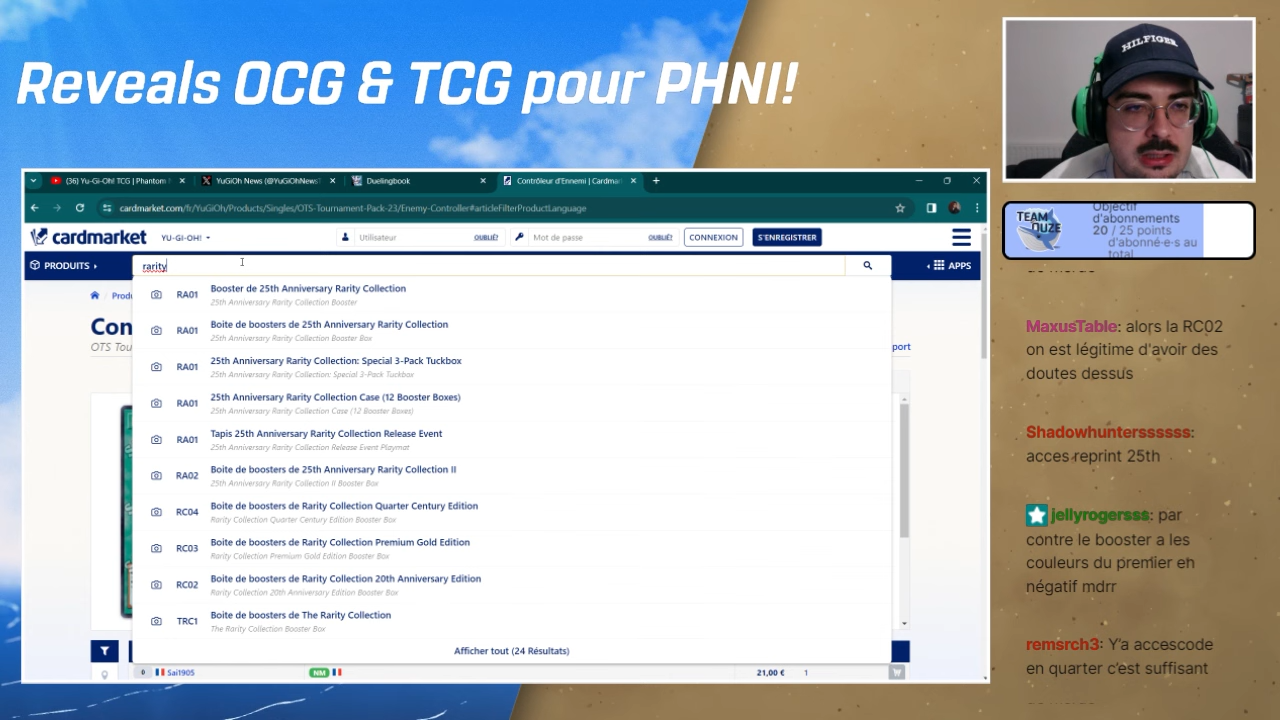 Reveals OCG & TCG pour PHNI!
HILFIGER
(36) Yu-Gi-Oh! TCG | Phantom
YuGiOh News (@YuGiOhNews
Duelingbook
Contrôleur d'Ennemi | Cardma
cardmarket.com/fr/YuGiOh/Products/Singles/OTS-Tournament-Pack-23/Enemy-Controller#articleFilterProductLanguage
cardmarket
YU-GI-OH!
Utilisateur
OUBLIÉ?
Mot de passe
OUBLIÉ?
CONNEXION
S'ENREGISTRER
PRODUITS
rarity
APPS
Produ
Con
OTS Tou
port
RA01
Booster de 25th Anniversary Rarity Collection
25th Anniversary Rarity Collection Booster
RA01
Boite de boosters de 25th Anniversary Rarity Collection
25th Anniversary Rarity Collection Booster Box
RA01
25th Anniversary Rarity Collection: Special 3-Pack Tuckbox
25th Anniversary Rarity Collection: Special 3-Pack Tuckbox
RA01
25th Anniversary Rarity Collection Case (12 Booster Boxes)
25th Anniversary Rarity Collection Case (12 Booster Boxes)
RA01
Tapis 25th Anniversary Rarity Collection Release Event
25th Anniversary Rarity Collection Release Event Playmat
RA02
Boite de boosters de 25th Anniversary Rarity Collection II
25th Anniversary Rarity Collection II Booster Box
RC04
Boite de boosters de Rarity Collection Quarter Century Edition
Rarity Collection Quarter Century Edition Booster Box
RC03
Boite de boosters de Rarity Collection Premium Gold Edition
Rarity Collection Premium Gold Edition Booster Box
RC02
Boite de boosters de Rarity Collection 20th Anniversary Edition
Rarity Collection 20th Anniversary Edition Booster Box
TRC1
Boite de boosters de The Rarity Collection
The Rarity Collection Booster Box
Afficher tout (24 Résultats)
0
Sai1905
NM
21,00 €
1
TEAM
OUZE
Objectif
d'abonnements
20 / 25 points
d'abonné·e·s au
total
MaxusTable: alors la RC02
on est légitime d'avoir des
doutes dessus
Shadowhunterssssss:
acces reprint 25th
jellyrogersss: par
contre le booster a les
couleurs du premier en
négatif mdrr
remsrch3: Y'a accescode
en quarter c'est suffisant